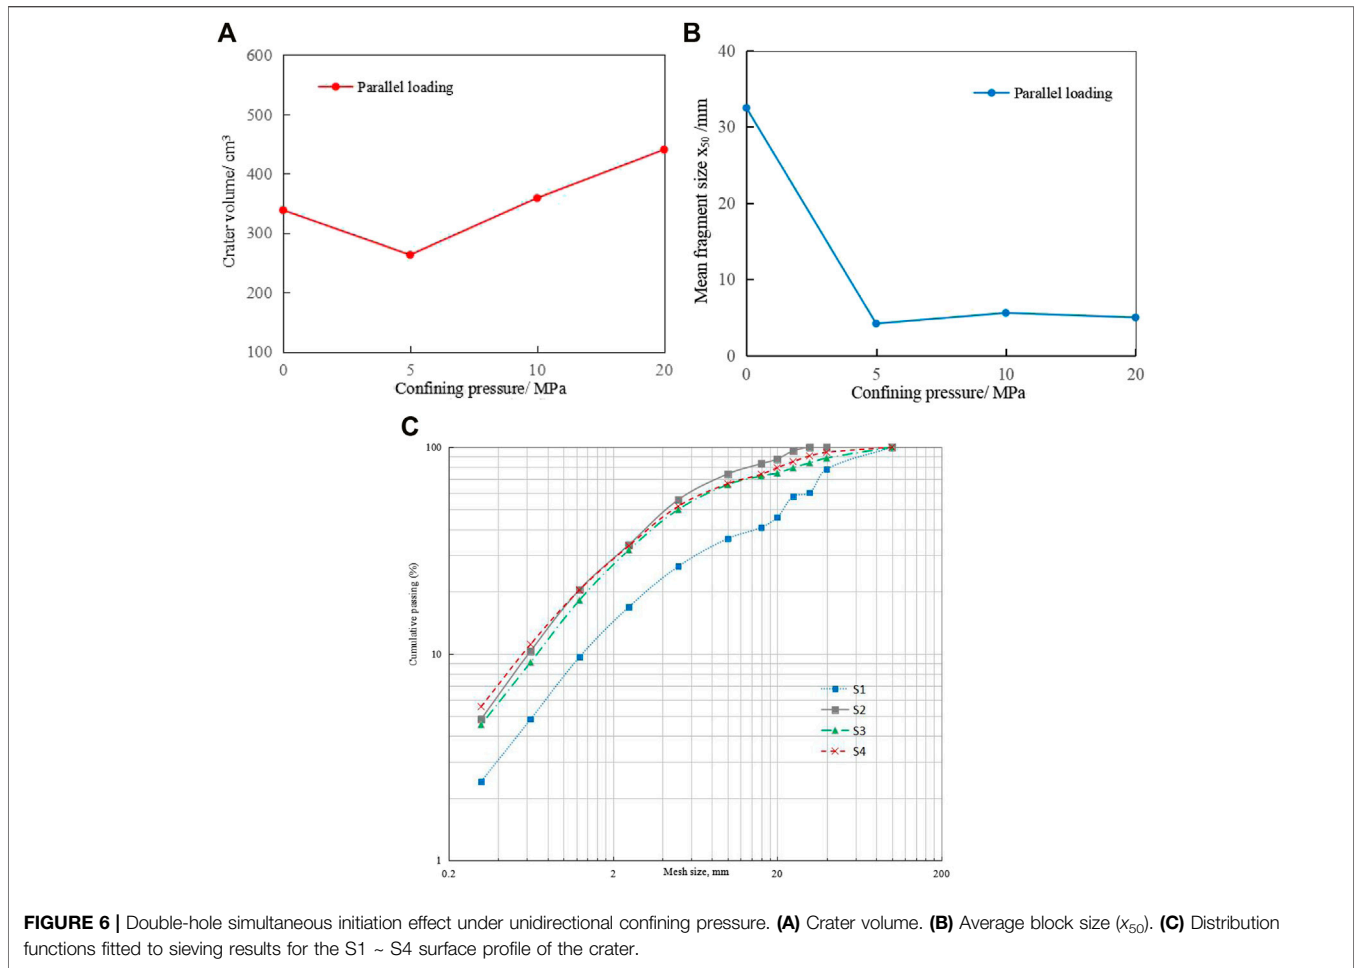 A
600
500
400
300
200
100
Crater volume/ cm³
Parallel loading
0 5 10 20
Confining pressure/ MPa
B
40
30
20
10
0
Mean fragment size x₅₀ /mm
Parallel loading
0 5 10 20
Confining pressure/ MPa
C
100
10
1
Cumulative passing (%)
S1
S2
S3
S4
0.2 2 20 200
Mesh size, mm
FIGURE 6 | Double-hole simultaneous initiation effect under unidirectional confining pressure. (A) Crater volume. (B) Average block size (x₅₀). (C) Distribution
functions fitted to sieving results for the S1 ~ S4 surface profile of the crater.